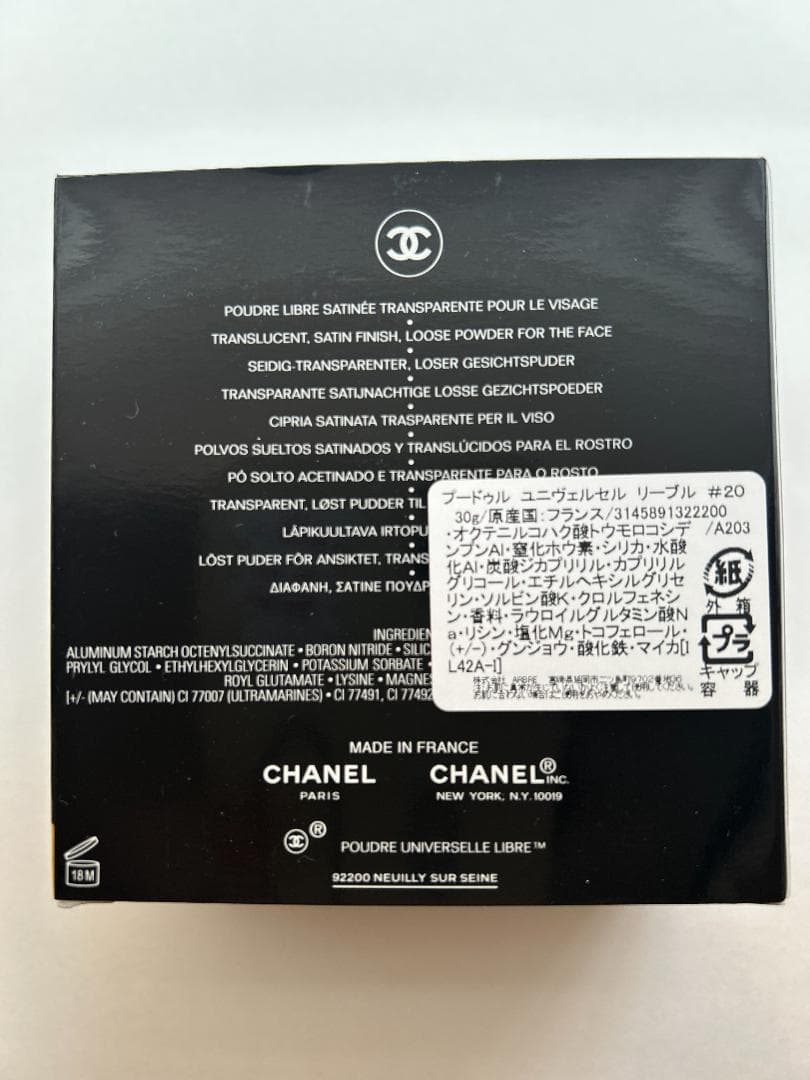 POUDRE LIBRE SATINÉE TRANSPARENTE POUR LE VISAGE
•
TRANSLUCENT, SATIN FINISH, LOOSE POWDER FOR THE FACE
•
SEIDIG-TRANSPARENTER, LOSER GESICHTSPUDER
•
TRANSPARANTE SATIJNACHTIGE LOSSE GEZICHTSPOEDER
•
CIPRIA SATINATA TRASPARENTE PER IL VISO
•
POLVOS SUELTOS SATINADOS Y TRANSLÚCIDOS PARA EL ROSTRO
•
PÓ SOLTO ACETINADO E TRANSPARENTE PARA O ROSTO
TRANSPARENT, LØST PUDDER TIL
LÄPIKUULTAVA IRTOPU
LÖST PUDER FÖR ANSIKTET, TRANS
ΔΙΑΦΑΝΗ, ΣΑΤΙΝΕ ΠΟΥΔΡ
INGREDIEN
ALUMINUM STARCH OCTENYLSUCCINATE • BORON NITRIDE • SILIC
PRYLYL GLYCOL • ETHYLHEXYLGLYCERIN • POTASSIUM SORBATE •
ROYL GLUTAMATE • LYSINE • MAGNES
[+/- (MAY CONTAIN) CI 77007 (ULTRAMARINES) • CI 77491, CI 77492
プードゥル ユニヴェルセル リーブル #20
30g/原産国:フランス/3145891322200
/A203
・オクテニルコハク酸トウモロコシデ
ンプンAl・窒化ホウ素・シリカ・水酸
化Al・炭酸ジカプリリル・カプリリル
グリコール・エチルヘキシルグリセ
リン・ソルビン酸K・クロルフェネシ
ン・香料・ラウロイルグルタミン酸N
a・リシン・塩化Mg・トコフェロール・
(+/-)・グンジョウ・酸化鉄・マイカ[I
L42A-I]
紙
外 箱
プラ
キャップ
容 器
MADE IN FRANCE
CHANEL
PARIS
CHANEL® INC.
NEW YORK, N.Y. 10019
®
POUDRE UNIVERSELLE LIBRE™
92200 NEUILLY SUR SEINE
18M